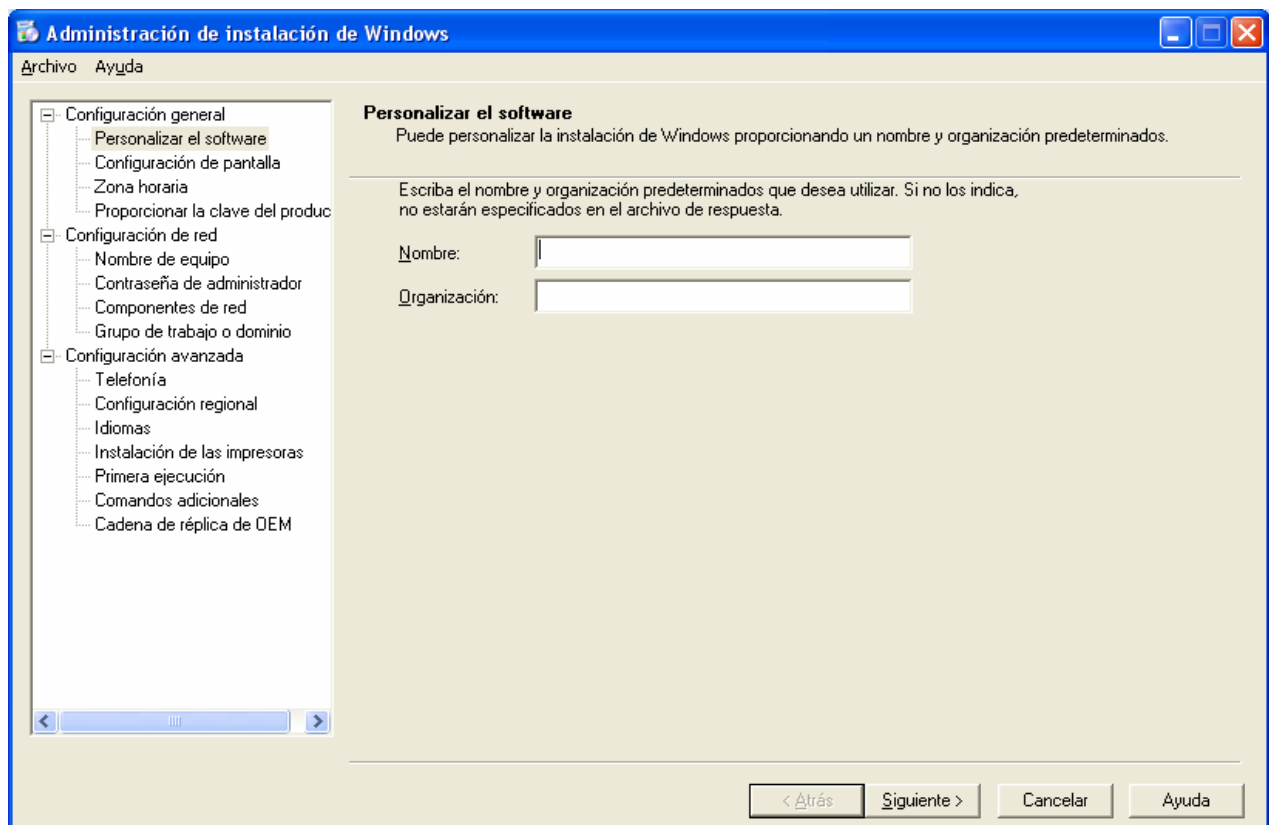 Administración de instalación de Windows
Archivo Ayuda
Configuración general
Personalizar el software
Configuración de pantalla
Zona horaria
Proporcionar la clave del produc
Configuración de red
Nombre de equipo
Contraseña de administrador
Componentes de red
Grupo de trabajo o dominio
Configuración avanzada
Telefonía
Configuración regional
Idiomas
Instalación de las impresoras
Primera ejecución
Comandos adicionales
Cadena de réplica de OEM
Personalizar el software
Puede personalizar la instalación de Windows proporcionando un nombre y organización predeterminados.
Escriba el nombre y organización predeterminados que desea utilizar. Si no los indica,
no estarán especificados en el archivo de respuesta.
Nombre:
Organización:
< Atrás Siguiente > Cancelar Ayuda